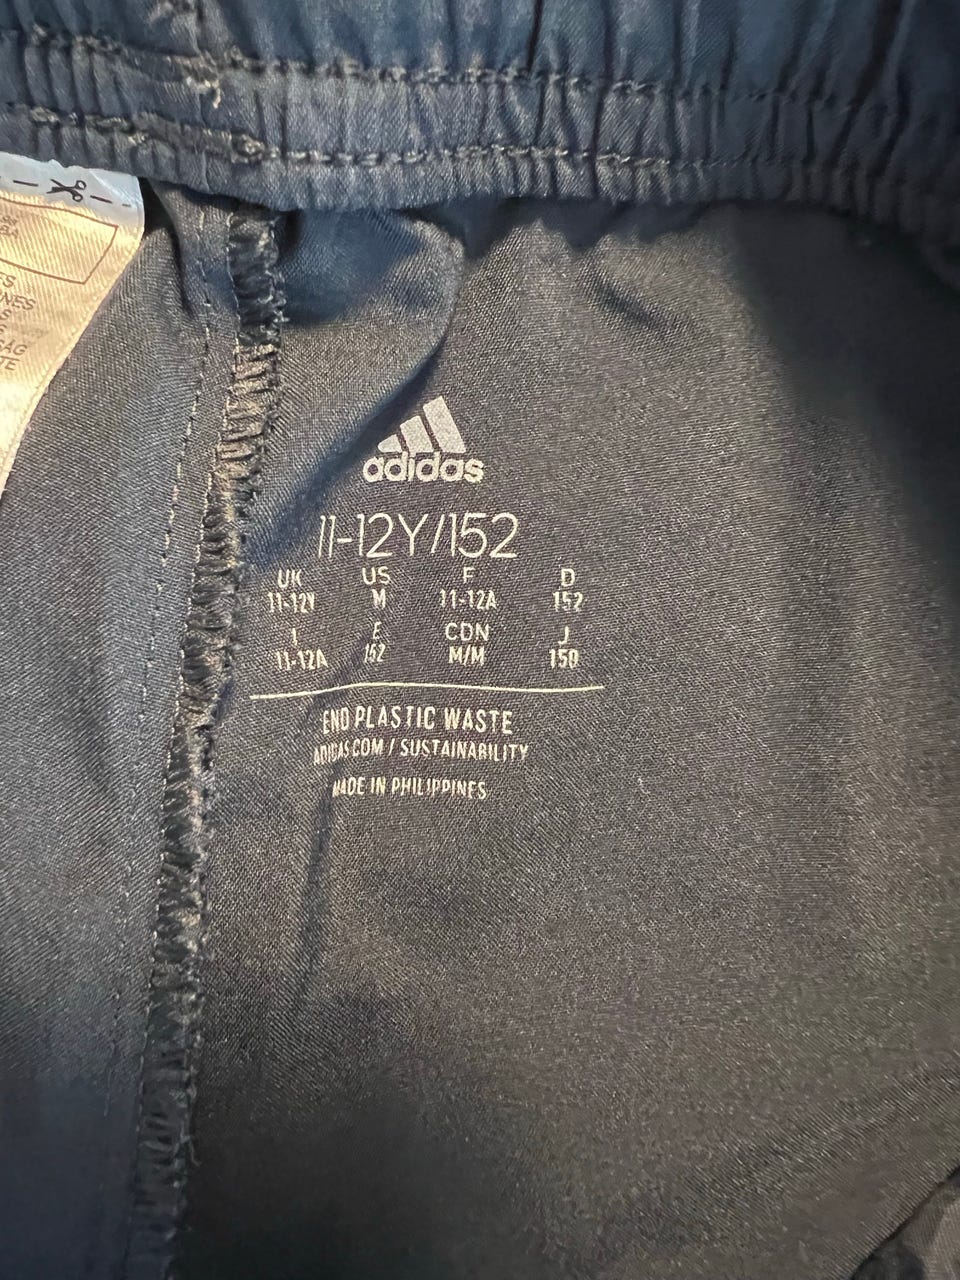 adidas
11-12Y/152
UK US F D
11-12Y M 11-12A 152
I E CDN J
11-12A 152 M/M 150
END PLASTIC WASTE
ADIDAS.COM / SUSTAINABILITY
MADE IN PHILIPPINES